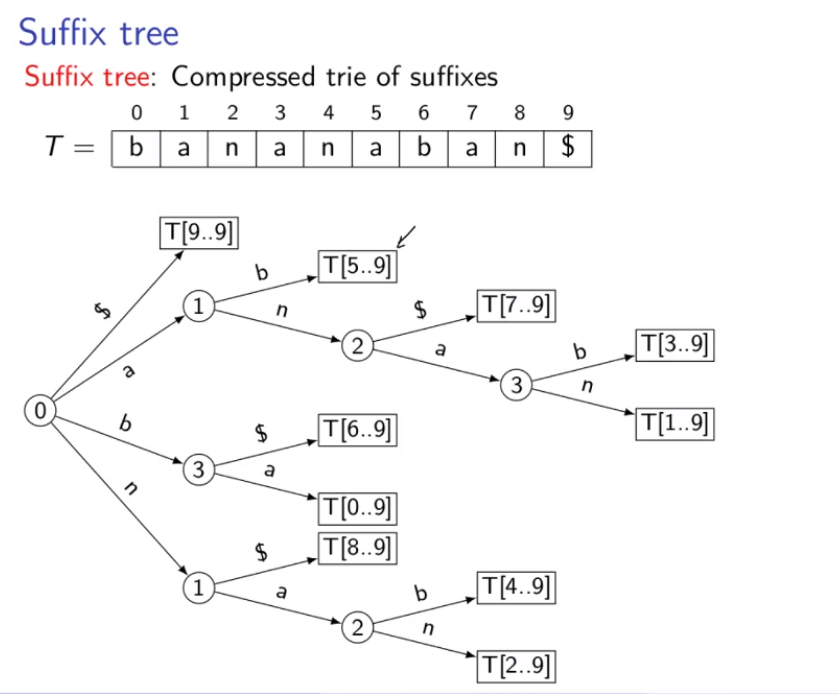 Suffix tree
Suffix tree: Compressed trie of suffixes
0 1 2 3 4 5 6 7 8 9
T = b a n a n a b a n $
T[9..9]
b T[5..9]
$ 1 n $ T[7..9]
a 2 a b T[3..9]
3 n
0 T[1..9]
b $ T[6..9]
3 a
n T[0..9]
$ T[8..9]
1 a b T[4..9]
2 n
T[2..9]